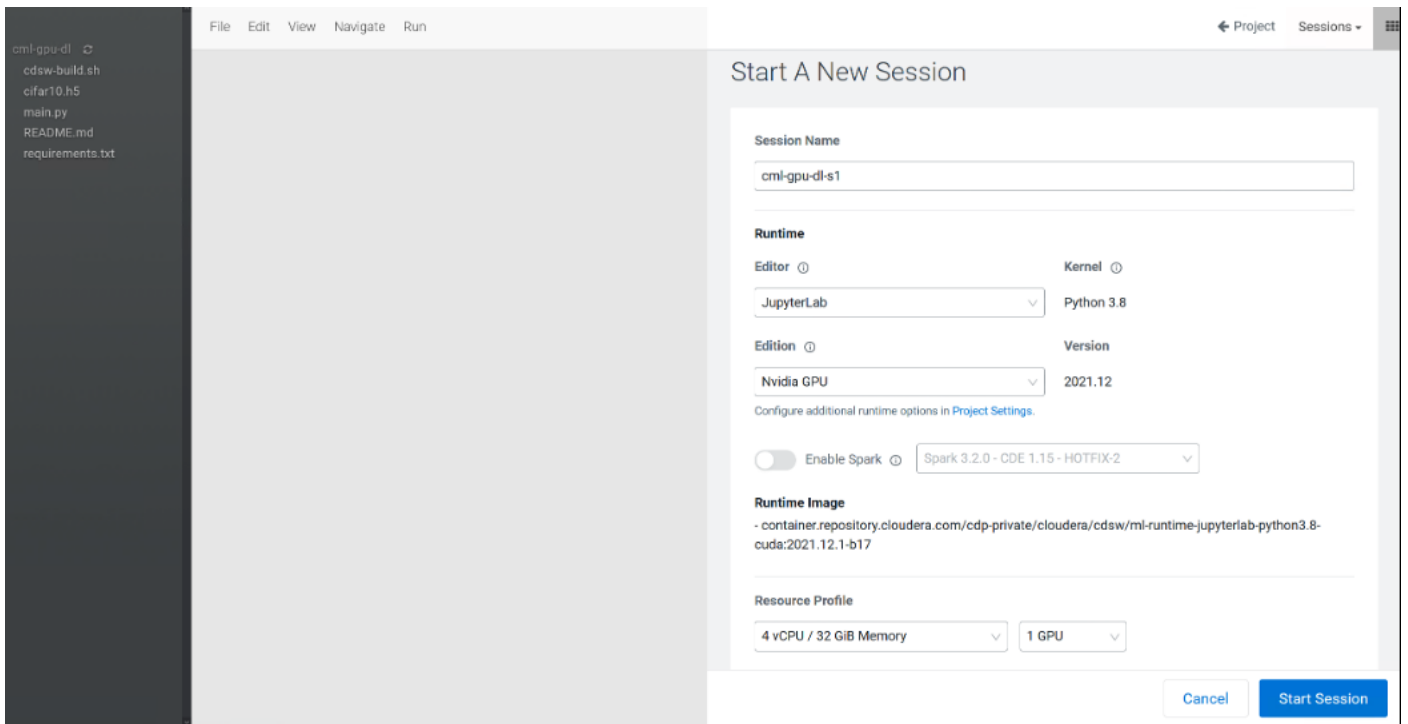 File Edit View Navigate Run
Project Sessions
cml-gpu-dl
cdsw-build.sh
cifar10.h5
main.py
README.md
requirements.txt
Start A New Session
Session Name
cml-gpu-dl-s1
Runtime
Editor Kernel
JupyterLab Python 3.8
Edition Version
Nvidia GPU 2021.12
Configure additional runtime options in Project Settings.
Enable Spark Spark 3.2.0 - CDE 1.15 - HOTFIX-2
Runtime Image
- container.repository.cloudera.com/cdp-private/cloudera/cdsw/ml-runtime-jupyterlab-python3.8-
cuda:2021.12.1-b17
Resource Profile
4 vCPU / 32 GiB Memory 1 GPU
Cancel Start Session